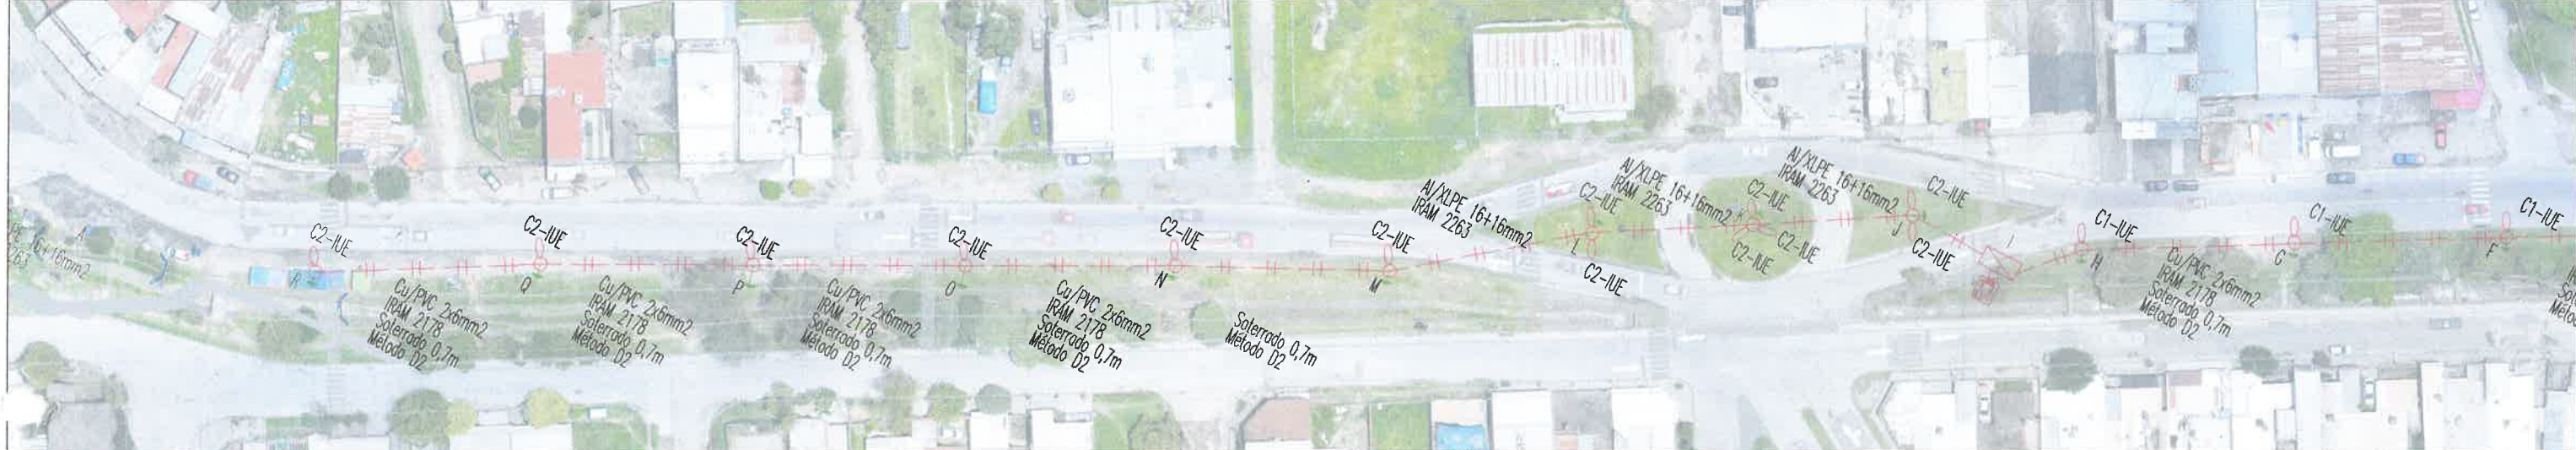 C2-IUE
R
Cu/PVC 2x6mm2
IRAM 2178
Soterrado 0,7m
Método D2
C2-IUE
Q
Cu/PVC 2x6mm2
IRAM 2178
Soterrado 0,7m
Método D2
C2-IUE
P
Cu/PVC 2x6mm2
IRAM 2178
Soterrado 0,7m
Método D2
C2-IUE
O
Cu/PVC 2x6mm2
IRAM 2178
Soterrado 0,7m
Método D2
C2-IUE
N
Soterrado 0,7m
Método D2
C2-IUE
M
Al/XLPE 16+16mm2
IRAM 2263
C2-IUE
L
C2-IUE
Al/XLPE 16+16mm2
IRAM 2263
C2-IUE
K
C2-IUE
C2-IUE
Al/XLPE 16+16mm2
IRAM 2263
C2-IUE
J
C2-IUE
I
C1-IUE
H
Cu/PVC 2x6mm2
IRAM 2178
Soterrado 0,7m
Método D2
C1-IUE
G
C1-IUE
F